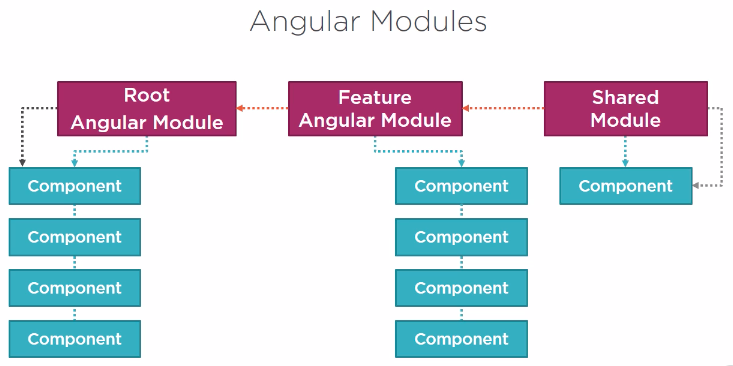 Angular Modules
Root
Angular Module
Feature
Angular Module
Shared
Module
Component
Component
Component
Component
Component
Component
Component
Component
Component